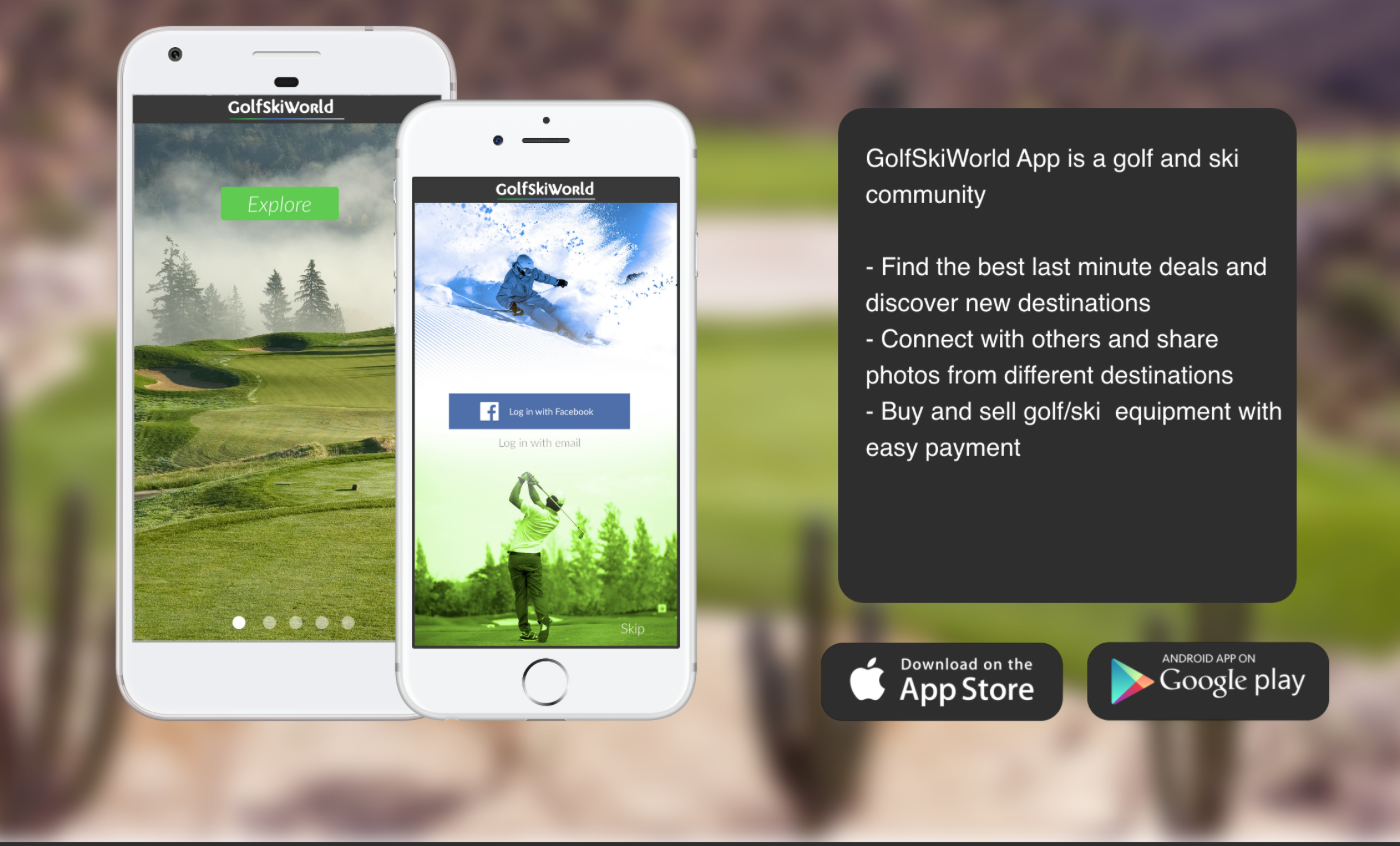 GolfSkiWorld
Explore
GolfSkiWorld
Log in with Facebook
Log in with email
Skip
GolfSkiWorld App is a golf and ski
community
- Find the best last minute deals and
discover new destinations
- Connect with others and share
photos from different destinations
- Buy and sell golf/ski  equipment with
easy payment
Download on the
App Store
ANDROID APP ON
Google play